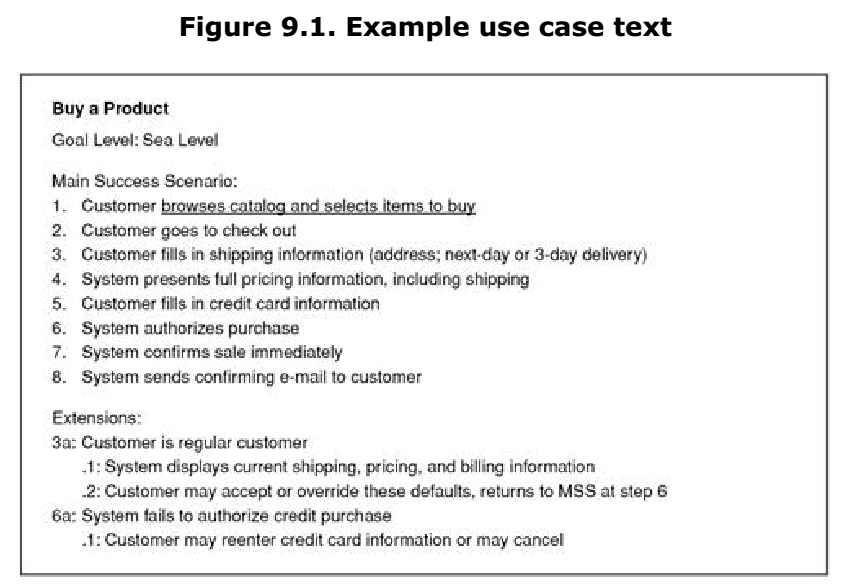 Figure 9.1. Example use case text
Buy a Product
Goal Level: Sea Level
Main Success Scenario:
1. Customer browses catalog and selects items to buy
2. Customer goes to check out
3. Customer fills in shipping information (address; next-day or 3-day delivery)
4. System presents full pricing information, including shipping
5. Customer fills in credit card information
6. System authorizes purchase
7. System confirms sale immediately
8. System sends confirming e-mail to customer
Extensions:
3a: Customer is regular customer
.1: System displays current shipping, pricing, and billing information
.2: Customer may accept or override these defaults, returns to MSS at step 6
6a: System fails to authorize credit purchase
.1: Customer may reenter credit card information or may cancel